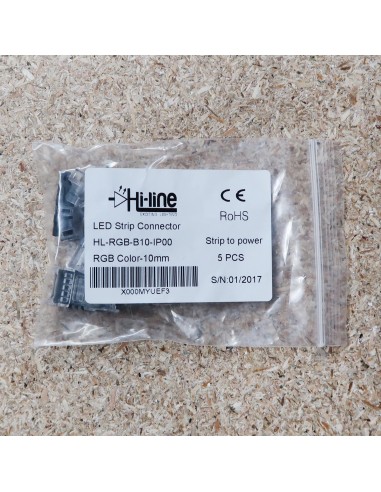 Hi-line
CE
RoHS
LED Strip Connector
HL-RGB-B10-IP00
Strip to power
RGB Color-10mm
5 PCS
S/N:01/2017
X000MYUEF3